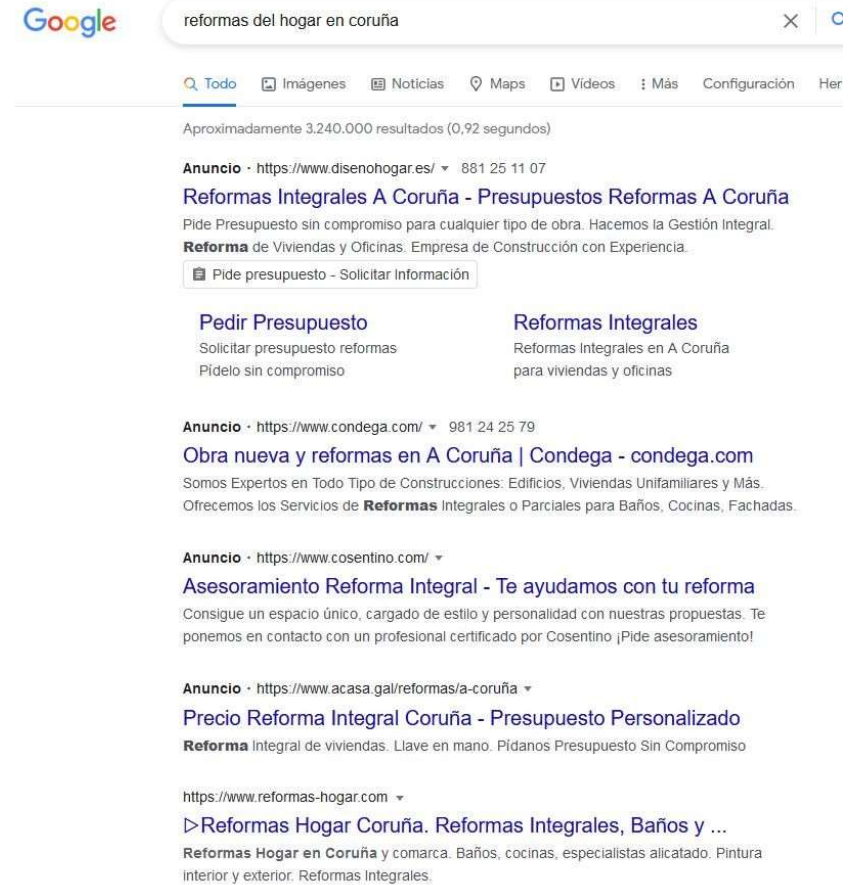 Google
reformas del hogar en coruña
Todo Imágenes Noticias Maps Vídeos Más Configuración Her
Aproximadamente 3.240.000 resultados (0,92 segundos)
Anuncio · https://www.disenohogar.es/ 881 25 11 07
Reformas Integrales A Coruña - Presupuestos Reformas A Coruña
Pide Presupuesto sin compromiso para cualquier tipo de obra. Hacemos la Gestión Integral.
Reforma de Viviendas y Oficinas. Empresa de Construcción con Experiencia.
Pide presupuesto - Solicitar Información
Pedir Presupuesto
Solicitar presupuesto reformas
Pídelo sin compromiso
Reformas Integrales
Reformas Integrales en A Coruña
para viviendas y oficinas
Anuncio · https://www.condega.com/ 981 24 25 79
Obra nueva y reformas en A Coruña | Condega - condega.com
Somos Expertos en Todo Tipo de Construcciones: Edificios, Viviendas Unifamiliares y Más.
Ofrecemos los Servicios de Reformas Integrales o Parciales para Baños, Cocinas, Fachadas.
Anuncio · https://www.cosentino.com/
Asesoramiento Reforma Integral - Te ayudamos con tu reforma
Consigue un espacio único, cargado de estilo y personalidad con nuestras propuestas. Te
ponemos en contacto con un profesional certificado por Cosentino ¡Pide asesoramiento!
Anuncio · https://www.acasa.gal/reformas/a-coruña
Precio Reforma Integral Coruña - Presupuesto Personalizado
Reforma Integral de viviendas. Llave en mano. Pídanos Presupuesto Sin Compromiso
https://www.reformas-hogar.com
▷Reformas Hogar Coruña. Reformas Integrales, Baños y ...
Reformas Hogar en Coruña y comarca. Baños, cocinas, especialistas alicatado. Pintura
interior y exterior. Reformas Integrales.